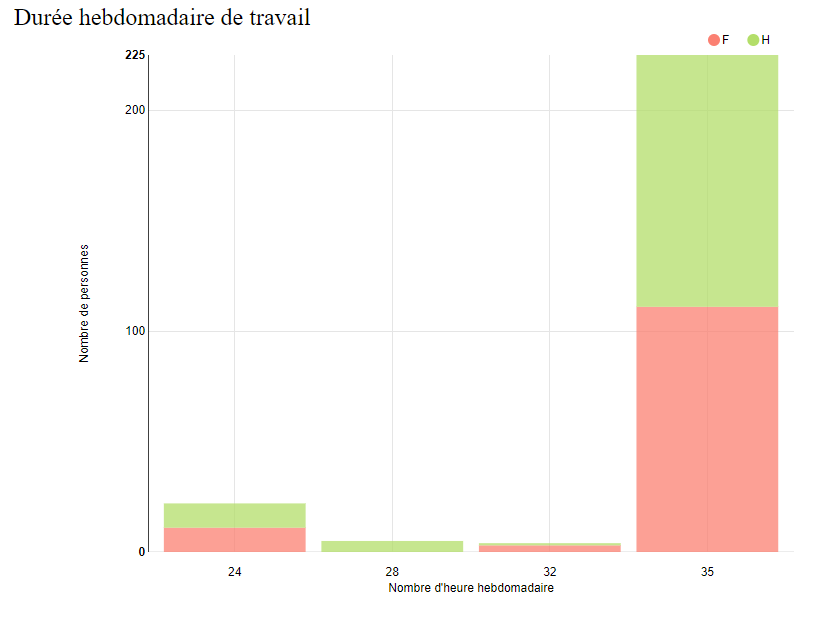 Durée hebdomadaire de travail
F H
225
200
Nombre de personnes
100
0
24 28 32 35
Nombre d'heure hebdomadaire